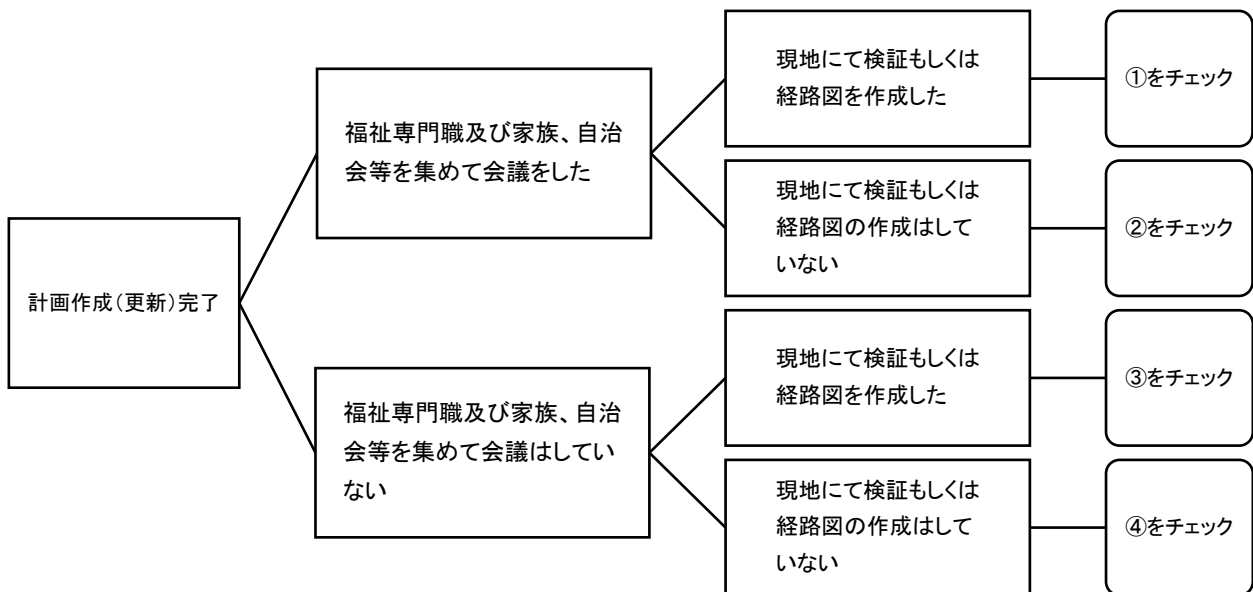 計画作成（更新）完了
福祉専門職及び家族、自治
会等を集めて会議をした
現地にて検証もしくは
経路図を作成した
①をチェック
現地にて検証もしくは
経路図の作成はして
いない
②をチェック
福祉専門職及び家族、自治
会等を集めて会議はしてい
ない
現地にて検証もしくは
経路図を作成した
③をチェック
現地にて検証もしくは
経路図の作成はして
いない
④をチェック